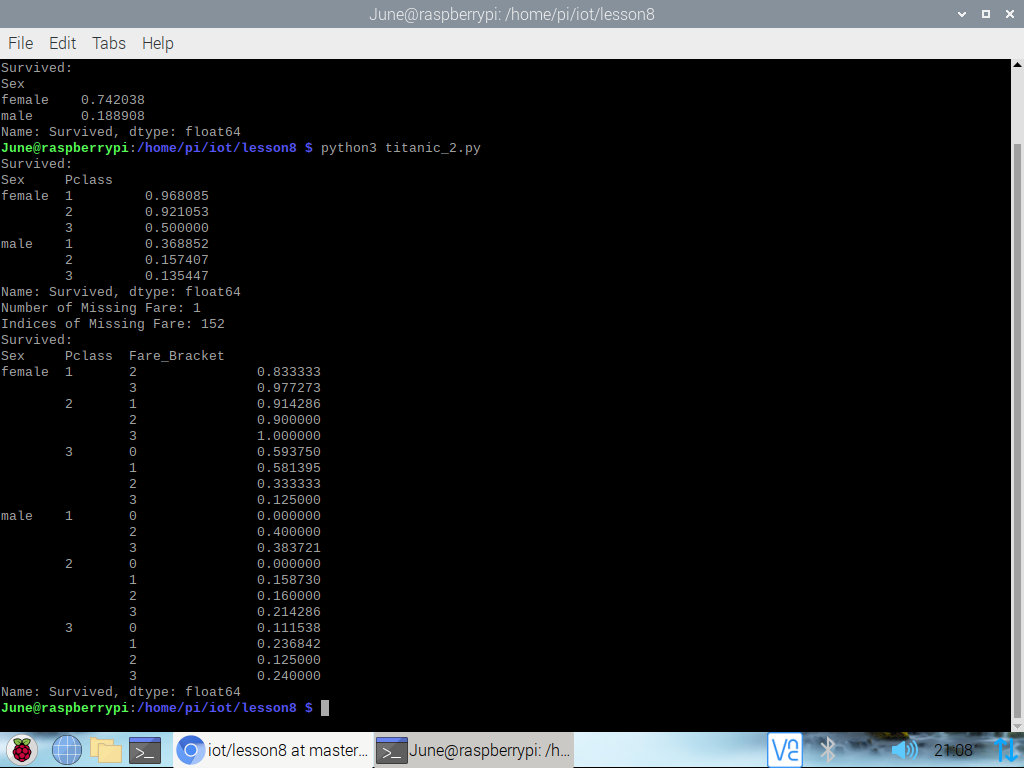 June@raspberrypi: /home/pi/iot/lesson8
File Edit Tabs Help
Survived:
Sex
female    0.742038
male      0.188908
Name: Survived, dtype: float64
June@raspberrypi:/home/pi/iot/lesson8 $ python3 titanic_2.py
Survived:
Sex     Pclass
female  1         0.968085
        2         0.921053
        3         0.500000
male    1         0.368852
        2         0.157407
        3         0.135447
Name: Survived, dtype: float64
Number of Missing Fare: 1
Indices of Missing Fare: 152
Survived:
Sex     Pclass  Fare_Bracket
female  1       2               0.833333
                3               0.977273
        2       1               0.914286
                2               0.900000
                3               1.000000
        3       0               0.593750
                1               0.581395
                2               0.333333
                3               0.125000
male    1       0               0.000000
                2               0.400000
                3               0.383721
        2       0               0.000000
                1               0.158730
                2               0.160000
                3               0.214286
        3       0               0.111538
                1               0.236842
                2               0.125000
                3               0.240000
Name: Survived, dtype: float64
June@raspberrypi:/home/pi/iot/lesson8 $
iot/lesson8 at master... June@raspberrypi: /h... 21:08